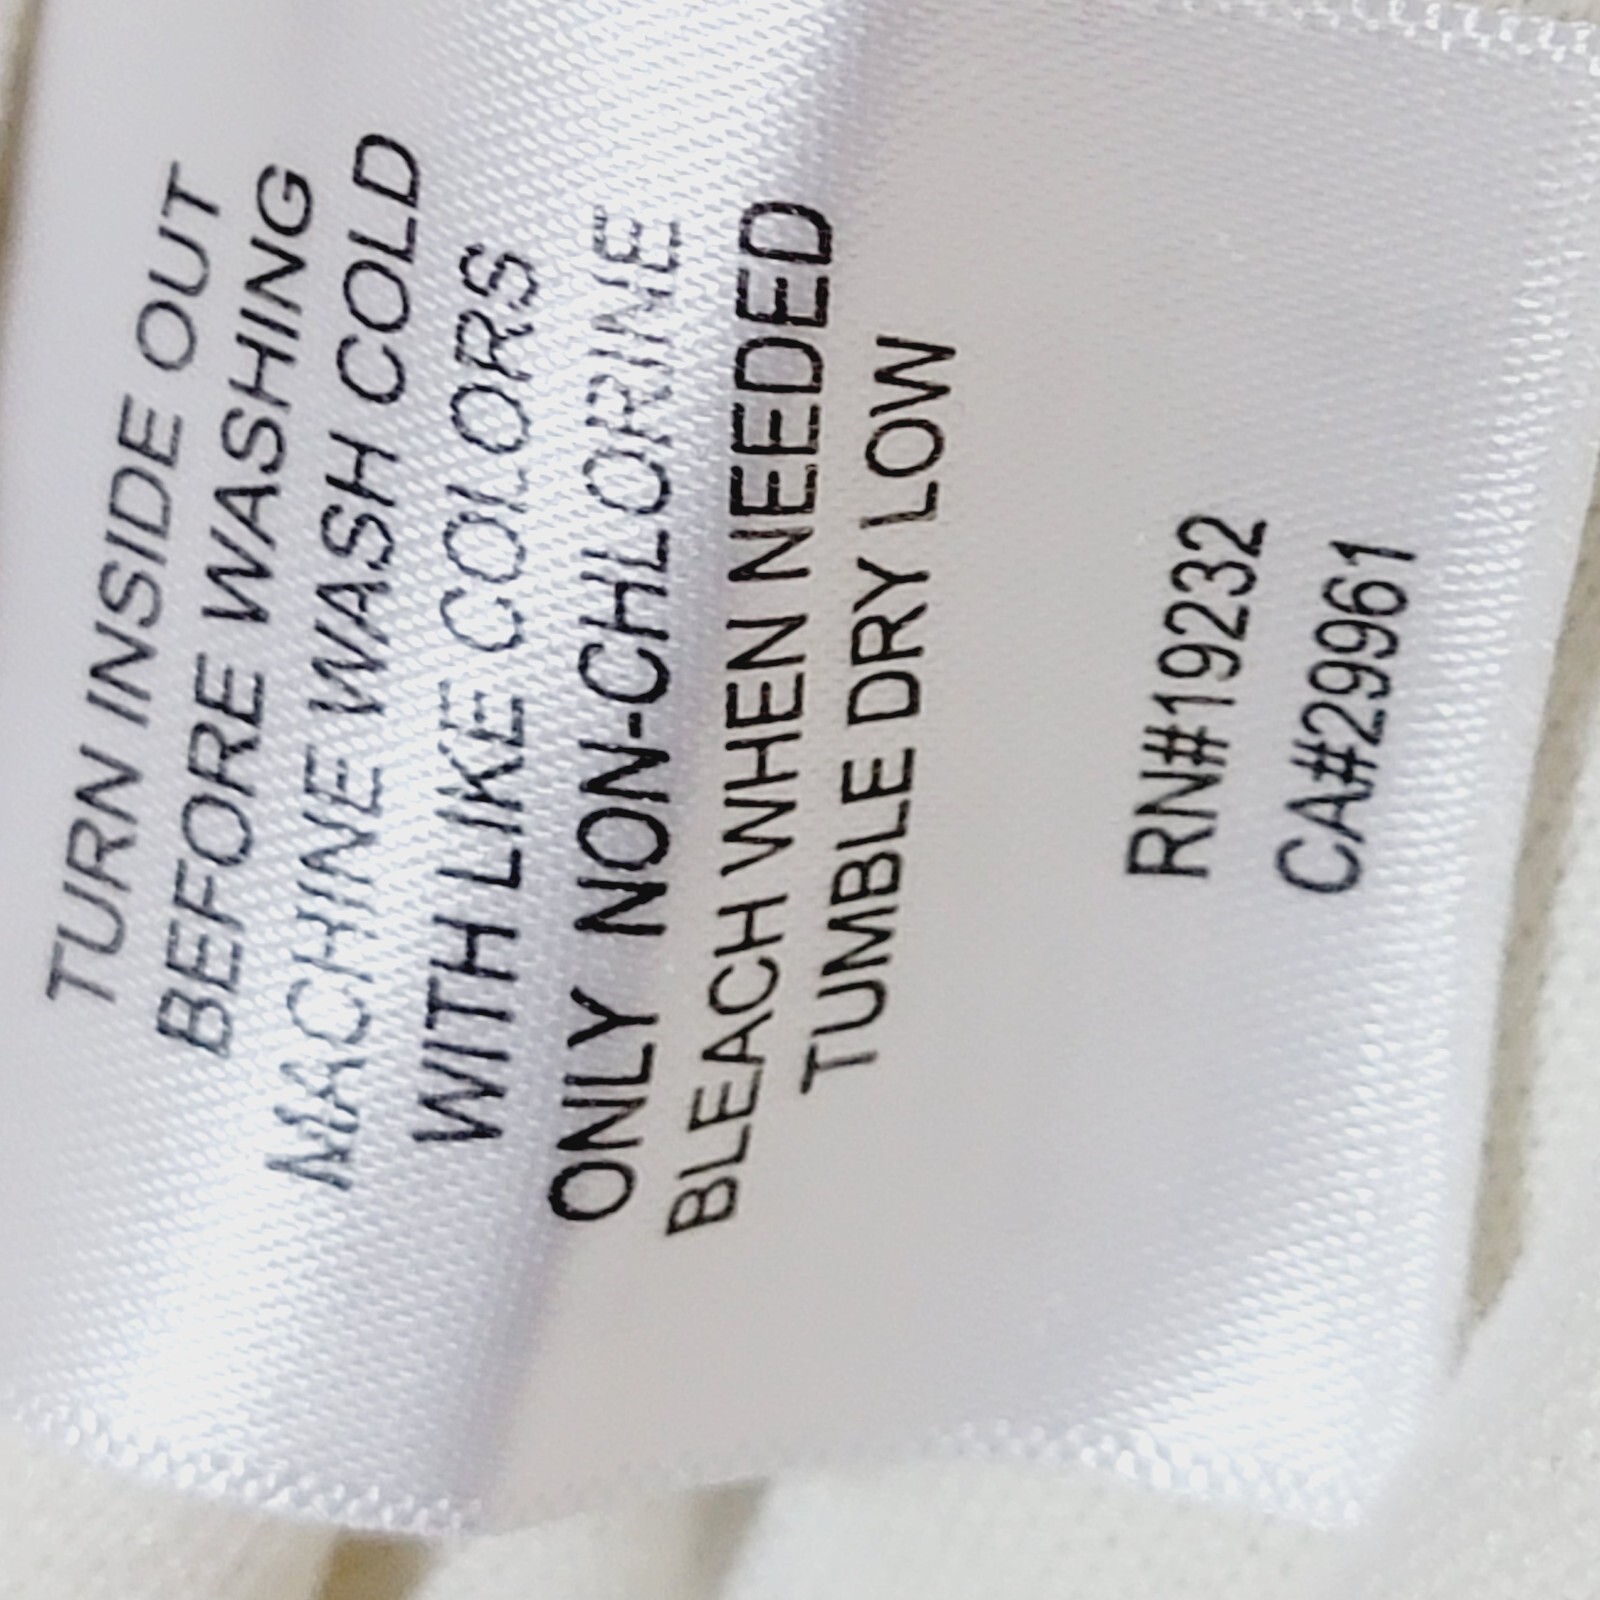 TURN INSIDE OUT
BEFORE WASHING
MACHINE WASH COLD
WITH LIKE COLORS
ONLY NON-CHLORINE
BLEACH WHEN NEEDED
TUMBLE DRY LOW
RN#19232
CA#29961